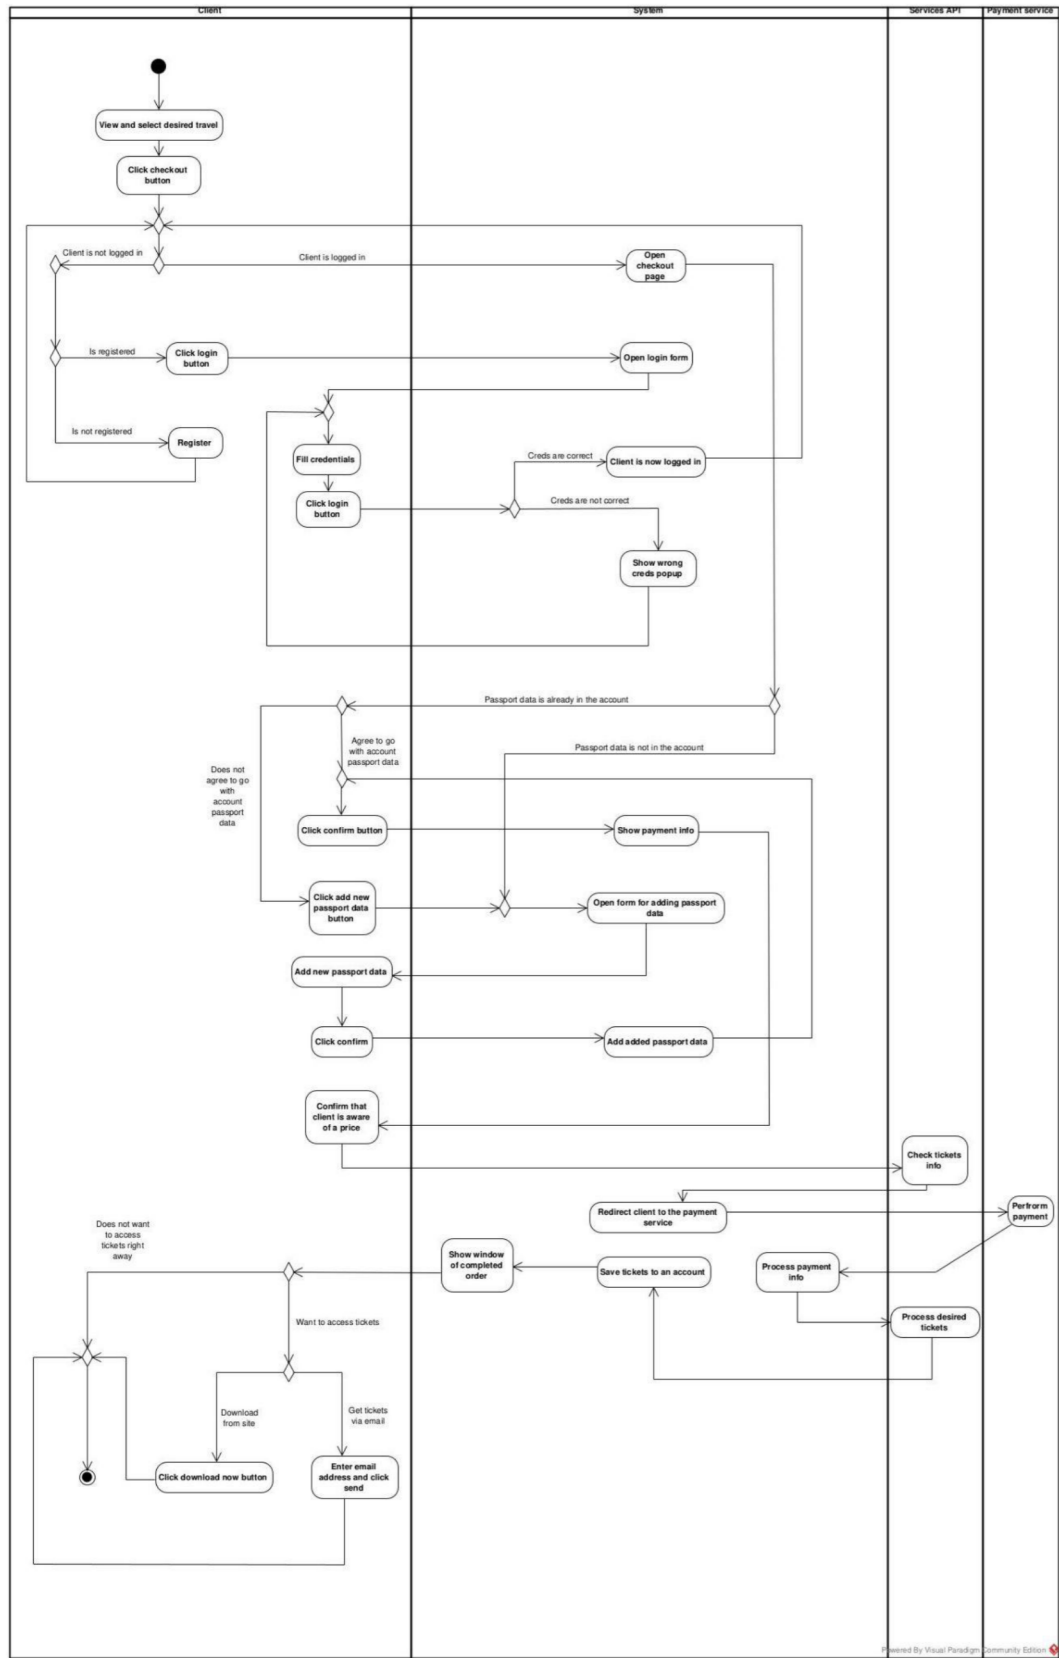 Client
System
Services API
Payment service
View and select desired travel
Click checkout
button
Client is not logged in
Client is logged in
Open
checkout
page
Is registered
Click login
button
Open login form
Is not registered
Register
Fill credentials
Creds are correct
Client is now logged in
Click login
button
Creds are not correct
Show wrong
creds popup
Passport data is already in the account
Agree to go
with account
passport data
Passport data is not in the account
Does not
agree to go
with
account
passport
data
Click confirm button
Show payment info
Click add new
passport data
button
Open form for adding passport
data
Add new passport data
Click confirm
Add added passport data
Confirm that
client is aware
of a price
Check tickets
info
Redirect client to the payment
service
Perfrorm
payment
Does not want
to access
tickets right
away
Show window
of completed
order
Save tickets to an account
Process payment
info
Process desired
tickets
Want to access tickets
Download
from site
Get tickets
via email
Click download now button
Enter email
address and click
send
Powered By Visual Paradigm Community Edition